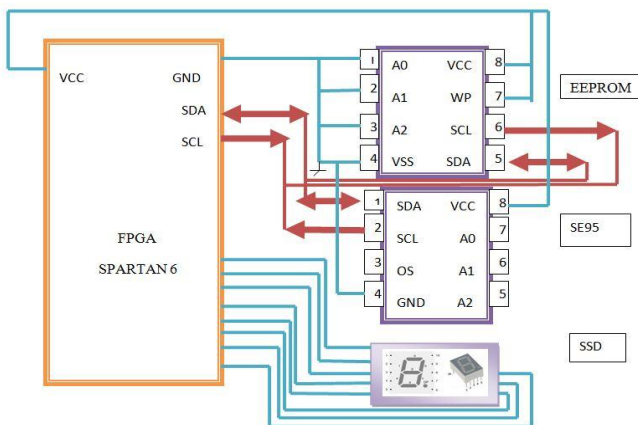 VCC
GND
SDA
SCL
FPGA
SPARTAN 6
1 A0 VCC 8
2 A1 WP 7
3 A2 SCL 6
4 VSS SDA 5
EEPROM
1 SDA VCC 8
2 SCL A0 7
3 OS A1 6
4 GND A2 5
SE95
SSD